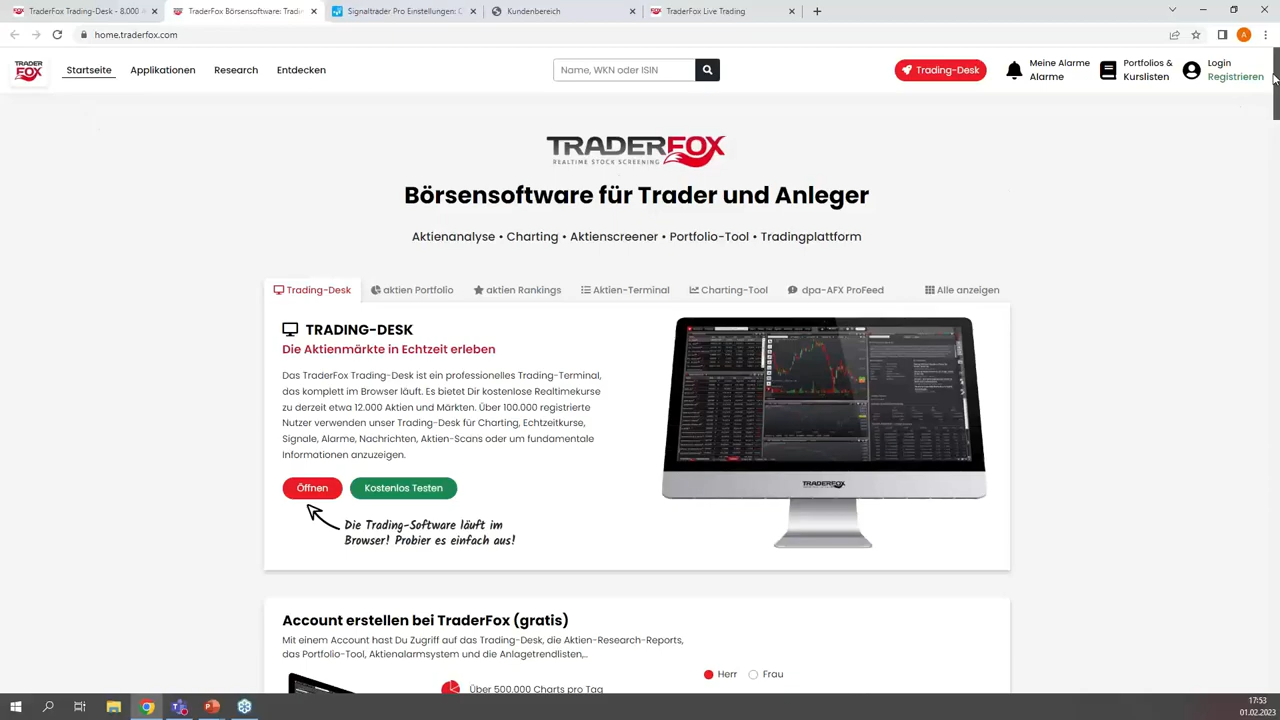 TraderFox Trading-Desk - 8.000 A
TraderFox Börsensoftware: Tradi
Signaltrader Pro Einstellungen: D
Kundenbereich
TraderFox Live Trading
home.traderfox.com
A
TRADER
FOX
Startseite
Applikationen
Research
Entdecken
Name, WKN oder ISIN
Trading-Desk
Meine Alarme
Alarme
Portfolios &
Kurslisten
Login
Registrieren
TRADERFOX
REALTIME STOCK SCREENING
Börsensoftware für Trader und Anleger
Aktienanalyse • Charting • Aktienscreener • Portfolio-Tool • Tradingplattform
Trading-Desk
aktien Portfolio
aktien Rankings
Aktien-Terminal
Charting-Tool
dpa-AFX ProFeed
Alle anzeigen
TRADING-DESK
Die Aktienmärkte in Echtzeit erleben
Das TraderFox Trading-Desk ist ein professionelles Trading-Terminal,
das komplett im Browser läuft. Es bietet Dir kostenlose Realtimekurse
zu derzeit etwa 12.000 Aktien und Märkten. Über 100.000 registrierte
Nutzer verwenden unser Trading-Desk für Charting, Echtzeitkurse,
Signale, Alarme, Nachrichten, Aktien-Scans oder um fundamentale
Informationen anzuzeigen.
Öffnen
Kostenlos Testen
Die Trading-Software läuft im
Browser! Probier es einfach aus!
TRADERFOX
Account erstellen bei TraderFox (gratis)
Mit einem Account hast Du Zugriff auf das Trading-Desk, die Aktien-Research-Reports,
das Portfolio-Tool, Aktienalarmsystem und die Anlagetrendlisten,...
Herr
Frau
Über 500.000 Charts pro Tag
17:53
01.02.2023